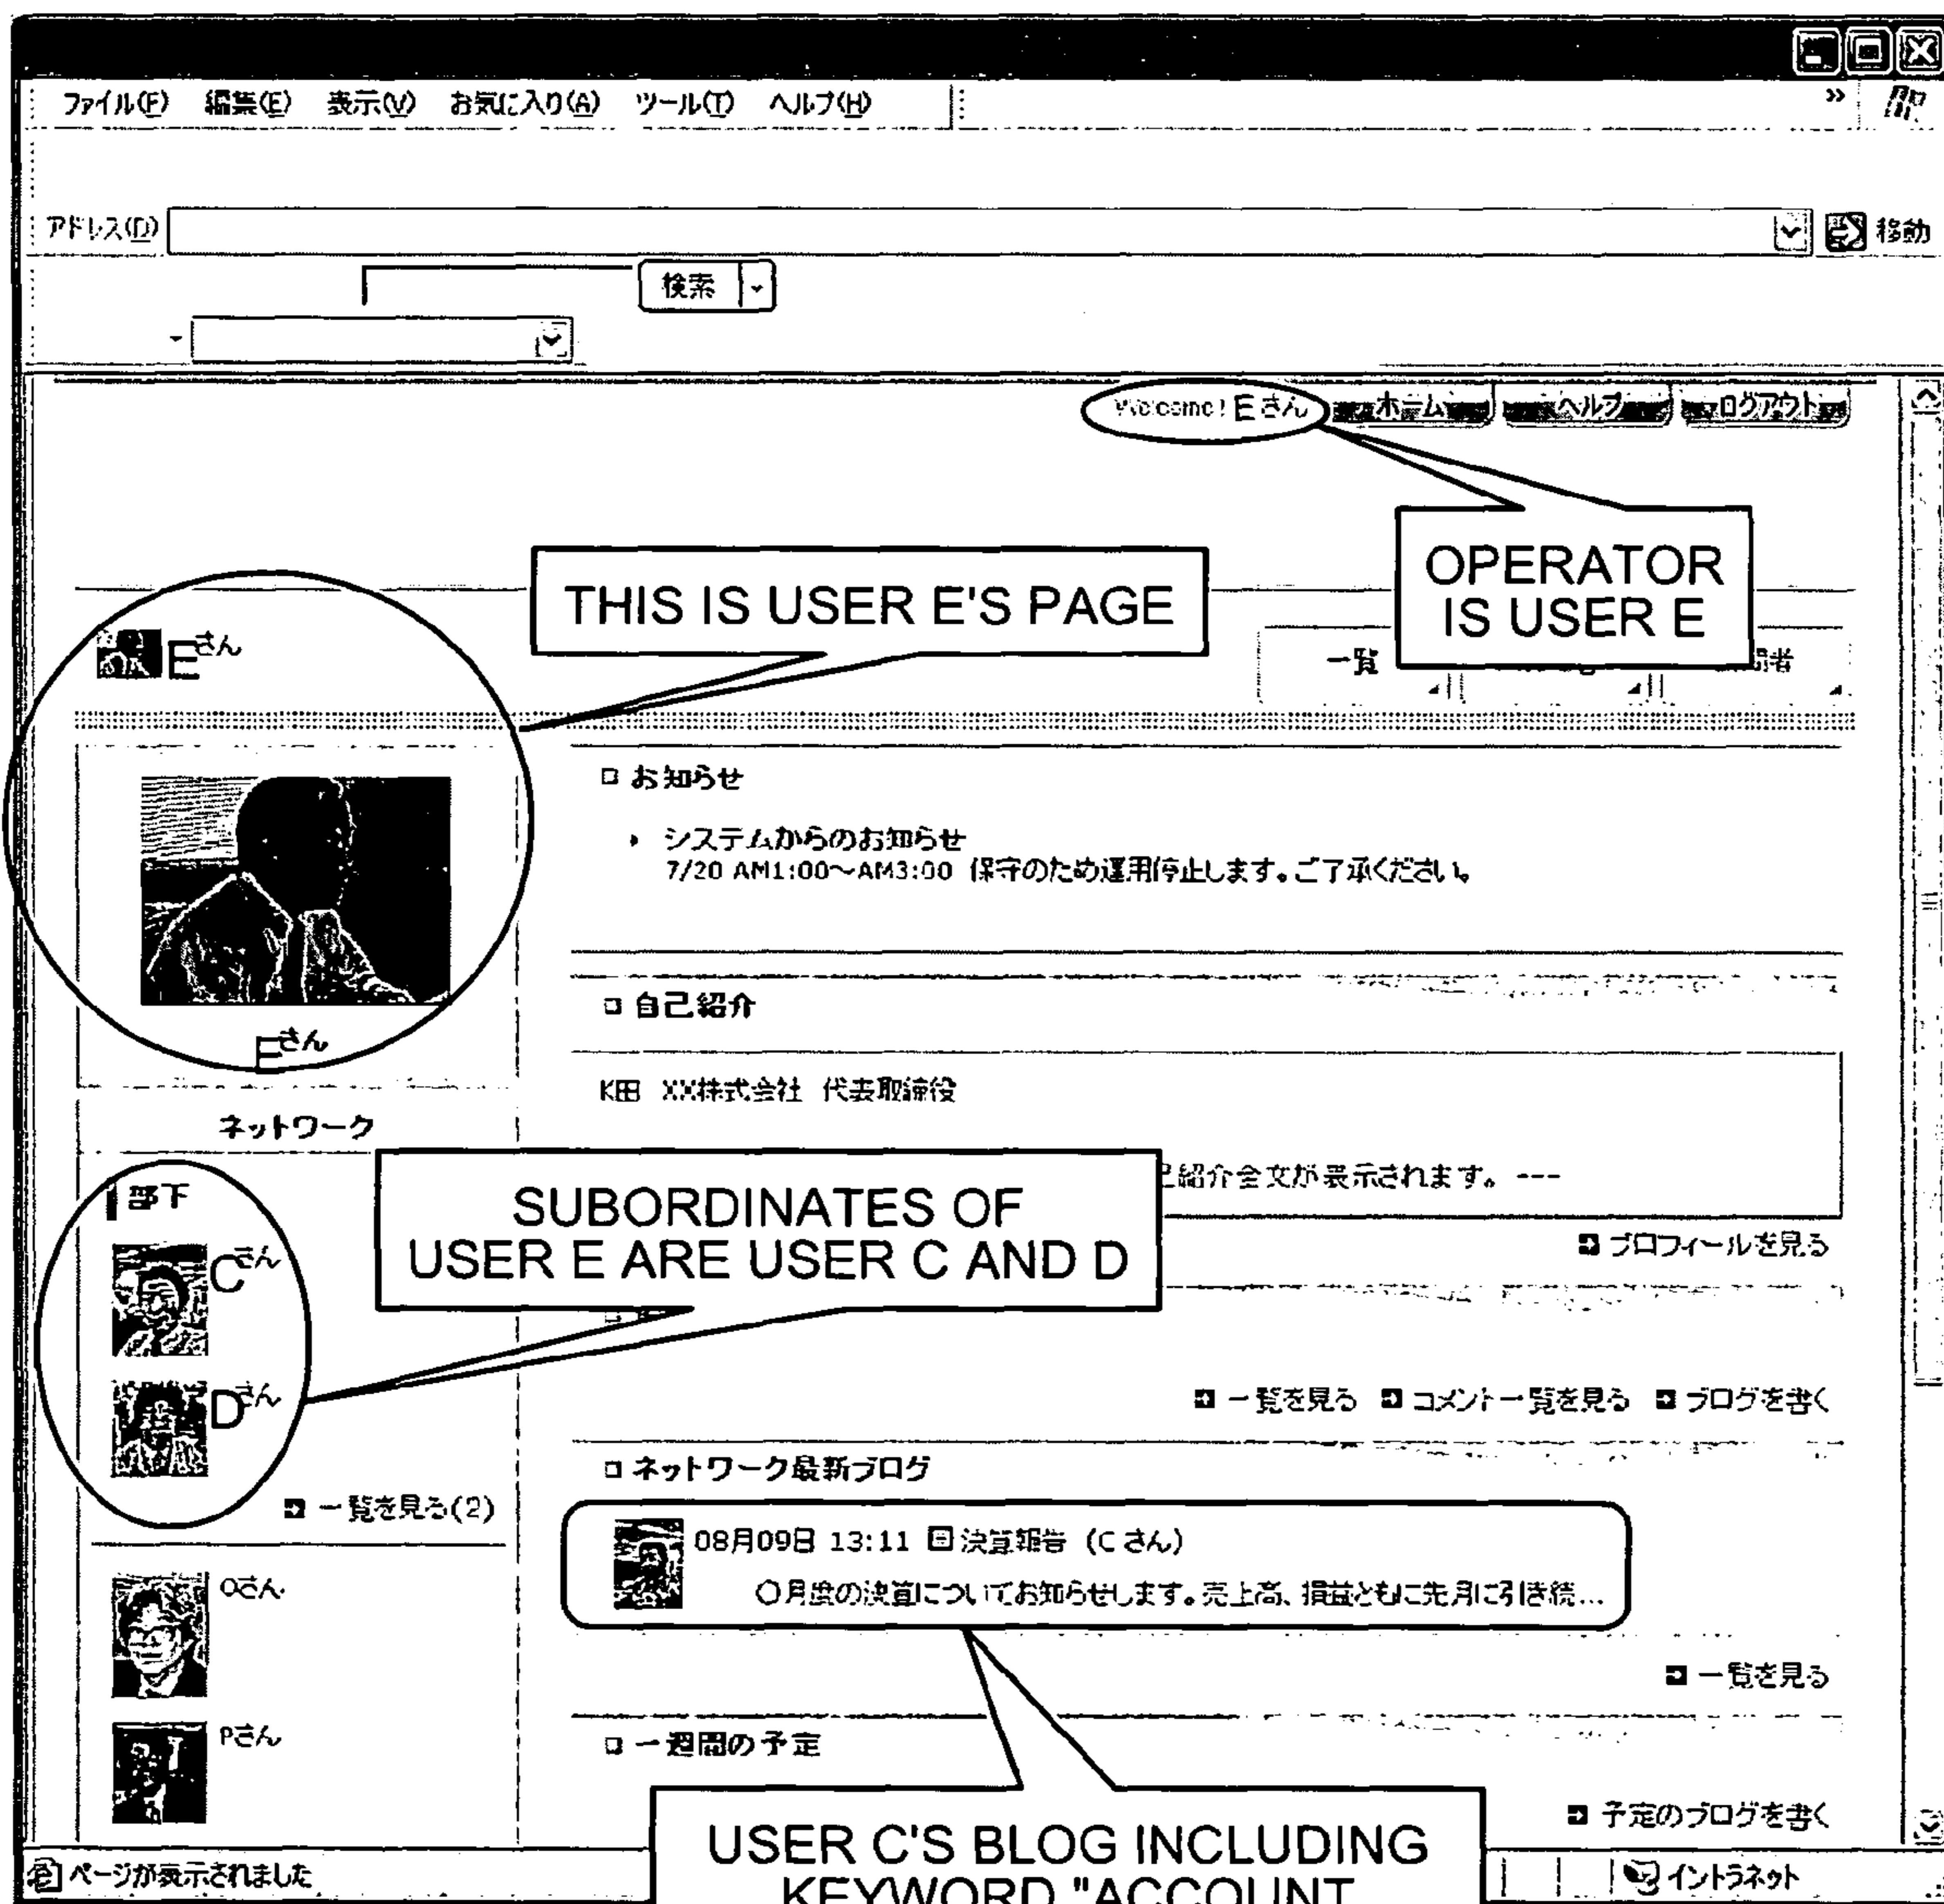 ファイル(F) 編集(E) 表示(V) お気に入り(A) ツール(T) ヘルプ(H) »
アドレス(D) 移動
検索
Welcome! Eさん ホーム ヘルプ ログアウト
OPERATOR
IS USER E
THIS IS USER E'S PAGE
Eさん
一覧
Eさん
ロ お知らせ
システムからのお知らせ
7/20 AM1:00～AM3:00 保守のため運用停止します。ご了承ください。
ロ 自己紹介
K田 XX株式会社 代表取締役
紹介全文が表示されます。 ---
プロフィールを見る
ネットワーク
部下
Cさん
Dさん
一覧を見る(2)
Oさん
Pさん
SUBORDINATES OF
USER E ARE USER C AND D
一覧を見る コメント一覧を見る ブログを書く
ロ ネットワーク最新ブログ
08月09日 13:11 決算報告 (Cさん)
〇月度の決算についてお知らせします。売上高、損益ともに先月に引き続...
一覧を見る
ロ 一週間の予定
予定のブログを書く
USER C'S BLOG INCLUDING
KEYWORD "ACCOUNT
ページが表示されました イントラネット